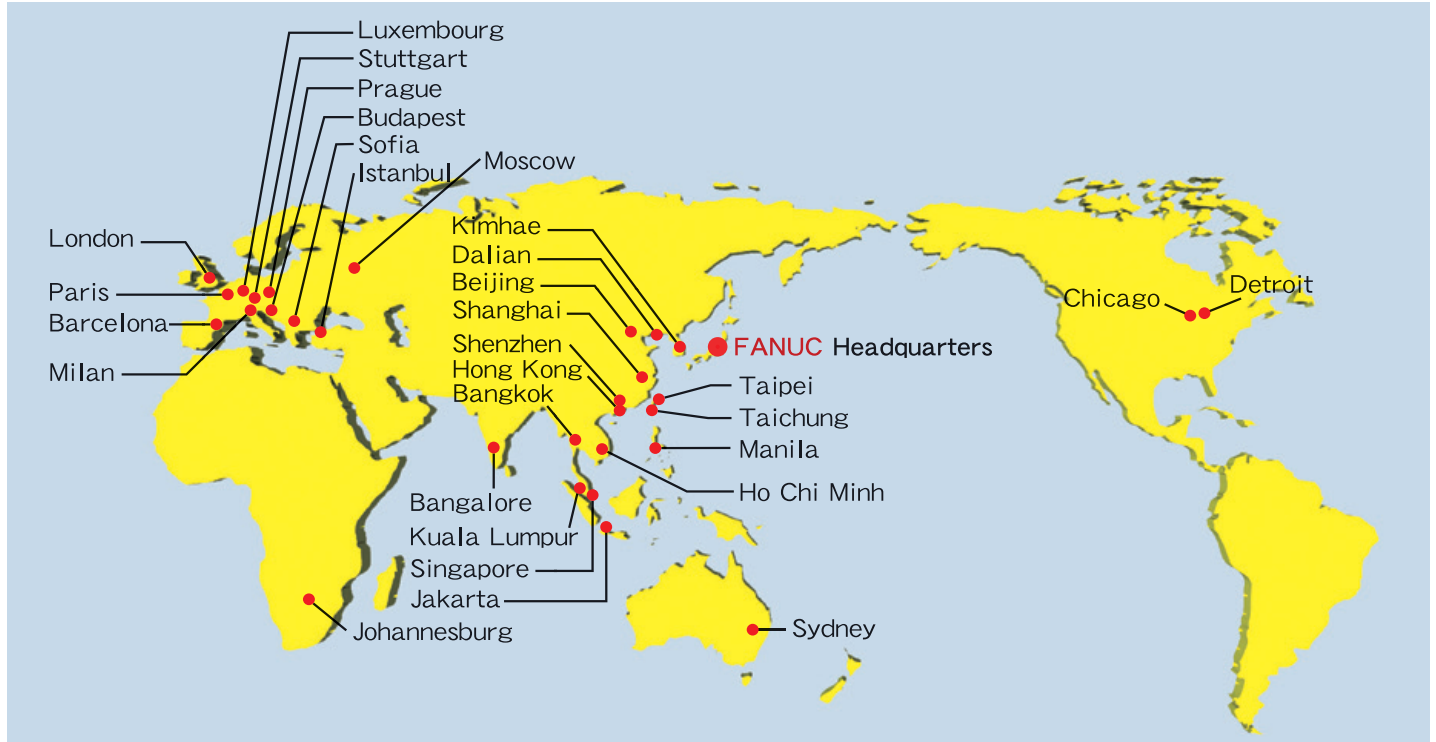 Luxembourg
Stuttgart
Prague
Budapest
Sofia
Istanbul
Moscow
London
Paris
Barcelona
Milan
Kimhae
Dalian
Beijing
Shanghai
Shenzhen
Hong Kong
Bangkok
FANUC Headquarters
Taipei
Taichung
Manila
Ho Chi Minh
Bangalore
Kuala Lumpur
Singapore
Jakarta
Johannesburg
Sydney
Chicago
Detroit